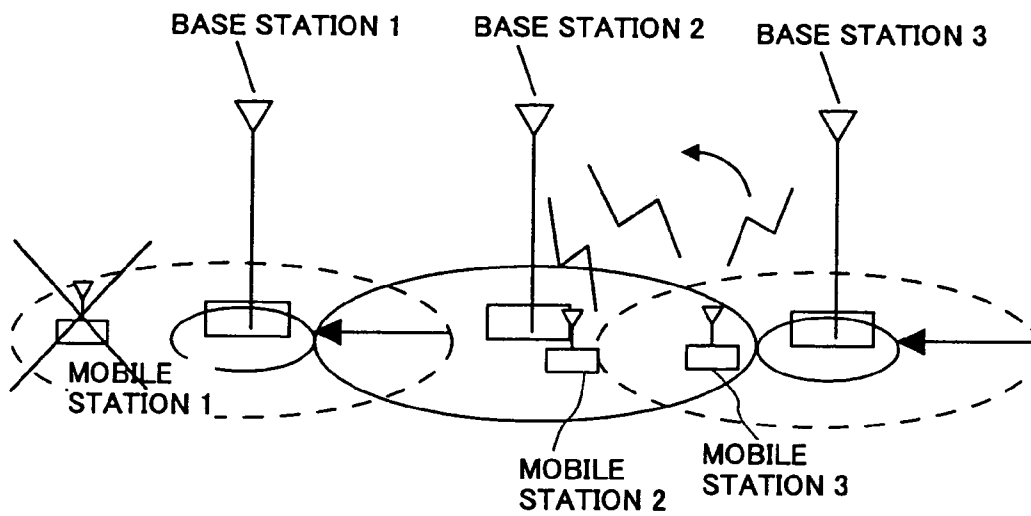 BASE STATION 1
BASE STATION 2
BASE STATION 3
MOBILE
STATION 1
MOBILE
STATION 2
MOBILE
STATION 3